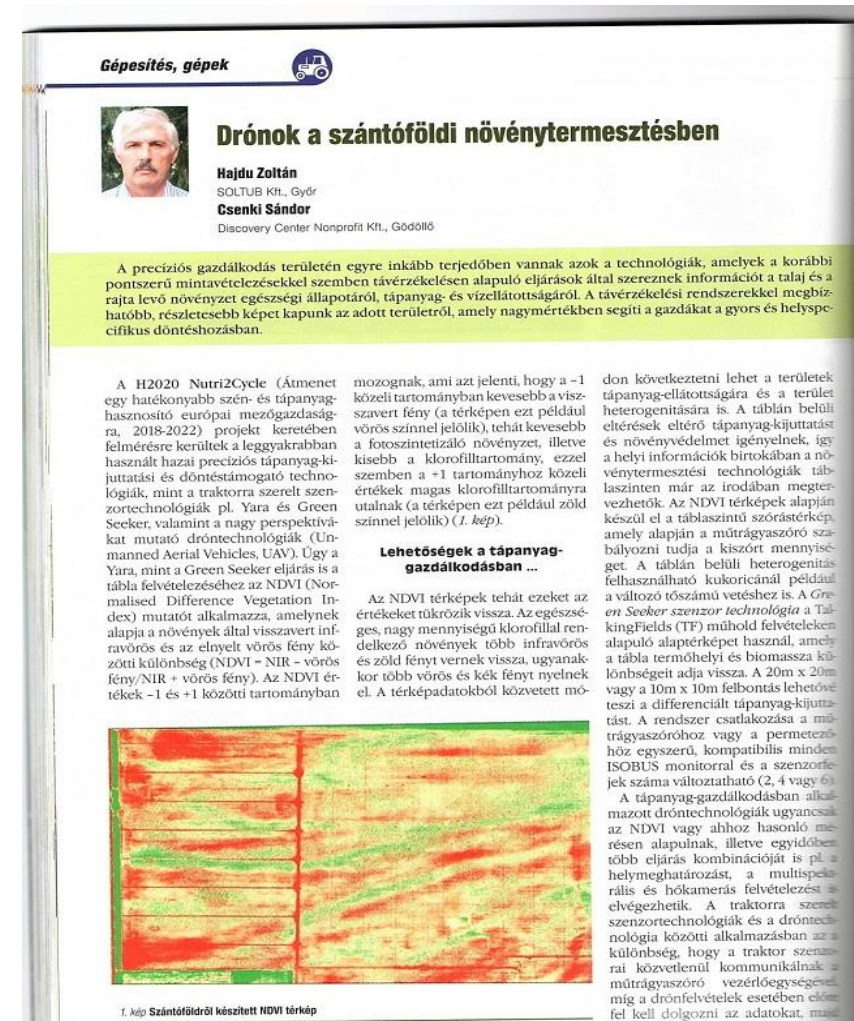 Gépesítés, gépek
Drónok a szántóföldi növénytermesztésben
Hajdu Zoltán
SOLTUB Kft., Győr
Csenki Sándor
Discovery Center Nonprofit Kft., Gödöllő
A precíziós gazdálkodás területén egyre inkább terjedőben vannak azok a technológiák, amelyek a korábbi
pontszerű mintavételezésekkel szemben távérzékelésen alapuló eljárások által szereznek információt a talaj és a
rajta levő növényzet egészségi állapotáról, tápanyag- és vízellátottságáról. A távérzékelési rendszerekkel megbíz-
hatóbb, részletesebb képet kapunk az adott területről, amely nagymértékben segíti a gazdákat a gyors és helyspe-
cifikus döntéshozásban.
A H2020 Nutri2Cycle (Átmenet
egy hatékonyabb szén- és tápanyag-
hasznosító európai mezőgazdaság-
ra, 2018-2022) projekt keretében
felmérésre kerültek a leggyakrabban
használt hazai precíziós tápanyag-ki-
juttatási és döntéstámogató techno-
lógiák, mint a traktorra szerelt szen-
zortechnológiák pl. Yara és Green
Seeker, valamint a nagy perspektívá-
kat mutató dróntechnológiák (Un-
manned Aerial Vehicles, UAV). Úgy a
Yara, mint a Green Seeker eljárás is a
tábla felvételezéséhez az NDVI (Nor-
malised Difference Vegetation In-
dex) mutatót alkalmazza, amelynek
alapja a növények által visszavert inf-
ravörös és az elnyelt vörös fény kö-
zötti különbség (NDVI = NIR – vörös
fény/NIR + vörös fény). Az NDVI ér-
tékek –1 és +1 közötti tartományban
mozognak, ami azt jelenti, hogy a –1
közeli tartományban kevesebb a visz-
szavert fény (a térképen ezt például
vörös színnel jelölik), tehát kevesebb
a fotoszintetizáló növényzet, illetve
kisebb a klorofilltartomány, ezzel
szemben a +1 tartományhoz közeli
értékek magas klorofilltartományra
utalnak (a térképen ezt például zöld
színnel jelölik) (1. kép).
Lehetőségek a tápanyag-
gazdálkodásban ...
Az NDVI térképek tehát ezeket az
értékeket tükrözik vissza. Az egészsé-
ges, nagy mennyiségű klorofillal ren-
delkező növények több infravörös
és zöld fényt vernek vissza, ugyanak-
kor több vörös és kék fényt nyelnek
el. A térképadatokból közvetett mó-
don következtetni lehet a területek
tápanyag-ellátottságára és a terület
heterogenitására is. A táblán belüli
eltérések eltérő tápanyag-kijuttatást
és növényvédelmet igényelnek, így
a helyi információk birtokában a nö-
vénytermesztési technológiák táb-
laszinten már az irodában megter-
vezhetők. Az NDVI térképek alapján
készül el a táblaszintű szórástérkép,
amely alapján a műtrágyaszóró sza-
bályozni tudja a kiszórt mennyisé-
get. A táblán belüli heterogenitás
felhasználható kukoricánál például
a változó tőszámú vetéshez is. A Gre-
en Seeker szenzor technológia a Tal-
kingFields (TF) műhold felvételeken
alapuló alaptérképet használ, amely
a tábla termőhelyi és biomassza kü-
lönbségeit adja vissza. A 20m x 20m
vagy a 10m x 10m felbontás lehetővé
teszi a differenciált tápanyag-kijutta-
tást. A rendszer csatlakozása a mű-
trágyaszóróhoz vagy a permetező-
höz egyszerű, kompatibilis minden
ISOBUS monitorral és a szenzorfe-
jek száma változtatható (2, 4 vagy 6)
A tápanyag-gazdálkodásban alkal-
mazott dróntechnológiák ugyancsak
az NDVI vagy ahhoz hasonló mé-
résen alapulnak, illetve egyidőben
több eljárás kombinációját is pl. a
helymeghatározást, a multispekt-
rális és hőkamerás felvételezést is
elvégezhetik. A traktorra szerelt
szenzortechnológiák és a dróntech-
nológia közötti alkalmazásban az a
különbség, hogy a traktor szenzo-
rai közvetlenül kommunikálnak a
műtrágyaszóró vezérlőegységével,
míg a drónfelvételek esetében előre
fel kell dolgozni az adatokat, majd
1. kép Szántóföldről készített NDVI térkép